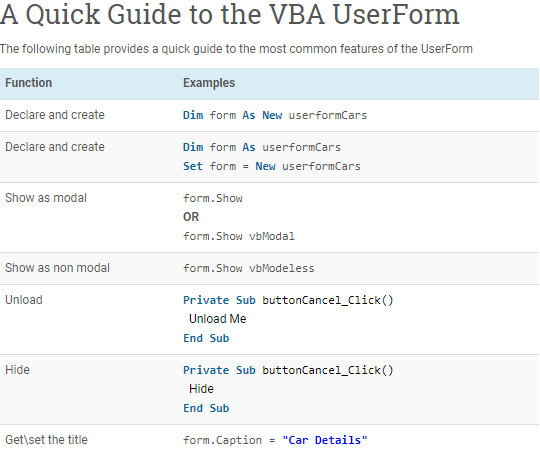 A Quick Guide to the VBA UserForm
The following table provides a quick guide to the most common features of the UserForm
Function Examples
Declare and create Dim form As New userformCars
Declare and create Dim form As userformCars
Set form = New userformCars
Show as modal form.Show
OR
form.Show vbModal
Show as non modal form.Show vbModeless
Unload Private Sub buttonCancel_Click()
Unload Me
End Sub
Hide Private Sub buttonCancel_Click()
Hide
End Sub
Get\set the title form.Caption = "Car Details"